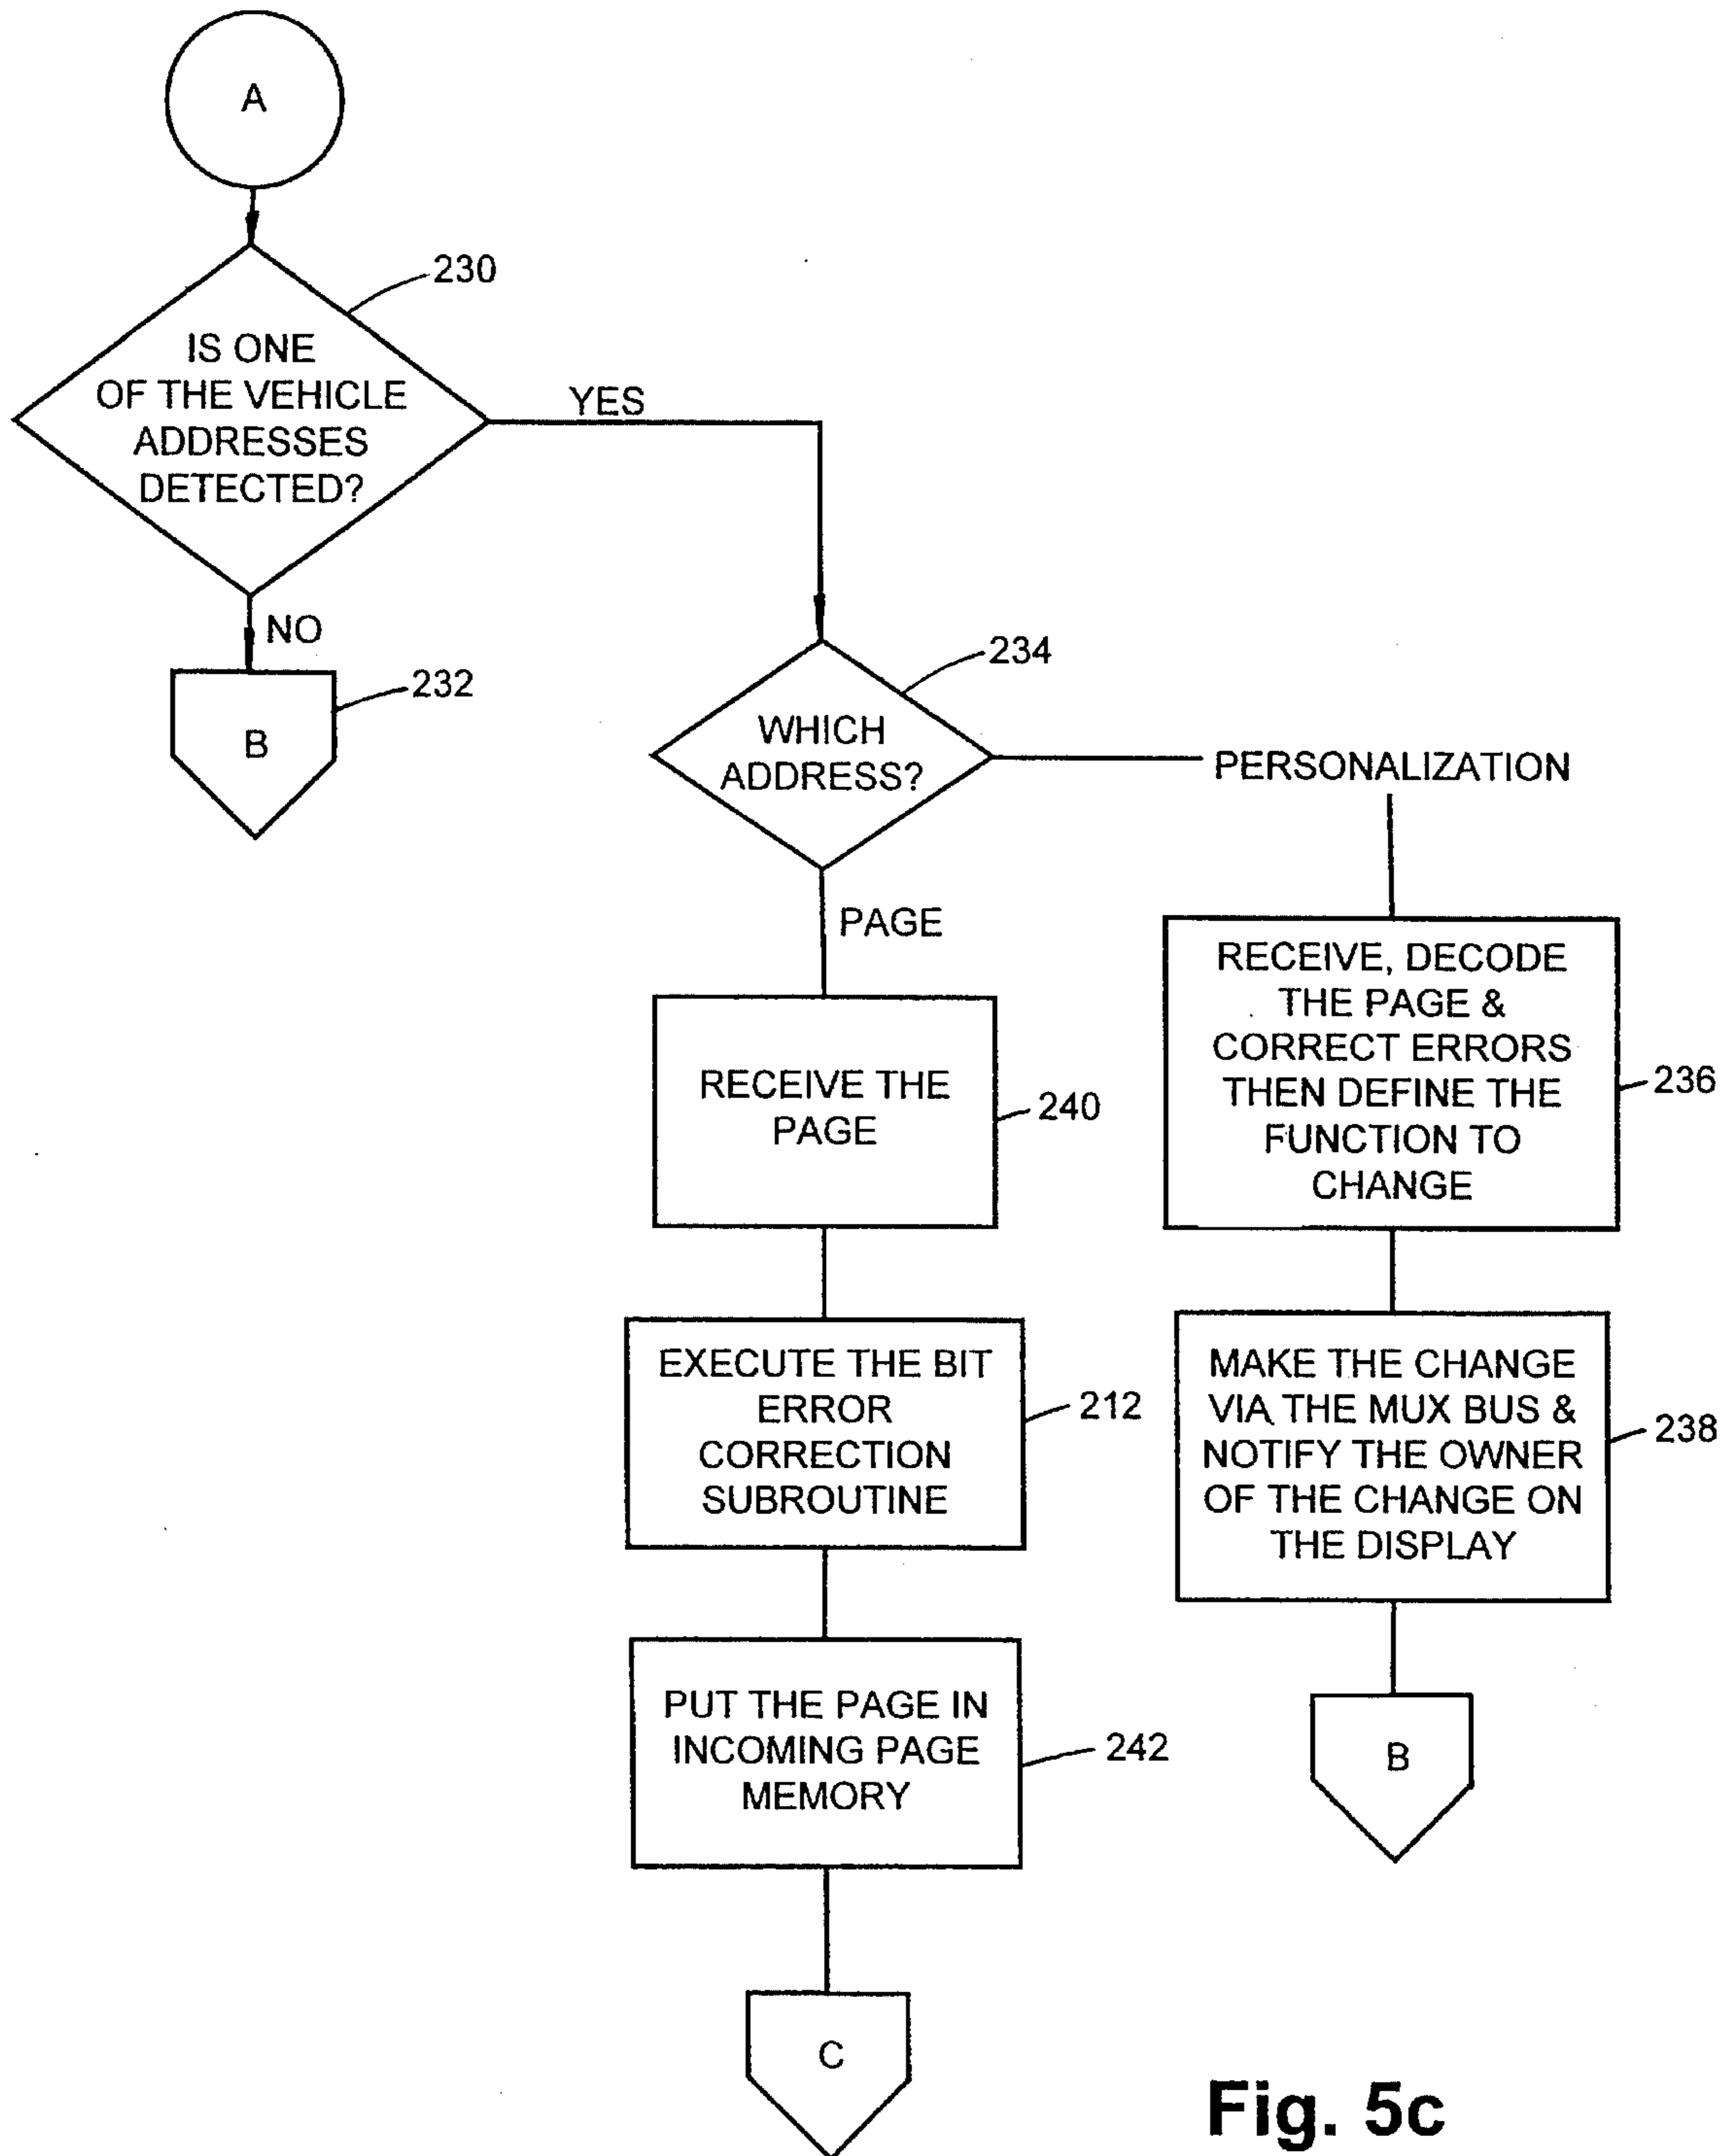 A
230
IS ONE
OF THE VEHICLE
ADDRESSES
DETECTED?
YES
NO
232
B
234
WHICH
ADDRESS?
PERSONALIZATION
PAGE
RECEIVE, DECODE
THE PAGE &
CORRECT ERRORS
THEN DEFINE THE
FUNCTION TO
CHANGE
236
RECEIVE THE
PAGE
240
EXECUTE THE BIT
ERROR
CORRECTION
SUBROUTINE
212
MAKE THE CHANGE
VIA THE MUX BUS &
NOTIFY THE OWNER
OF THE CHANGE ON
THE DISPLAY
238
PUT THE PAGE IN
INCOMING PAGE
MEMORY
242
B
C
Fig. 5c